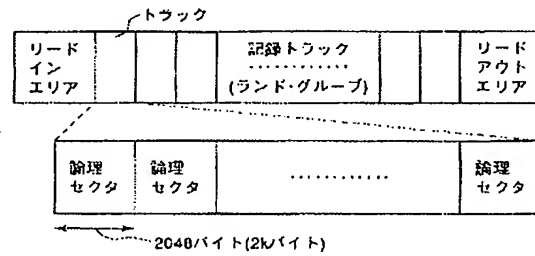 トラック
リード
イン
エリア
記録トラック
............
(ランド・グルーブ)
リード
アウト
エリア
論理
セクタ
論理
セクタ
............
論理
セクタ
2048バイト(2kバイト)